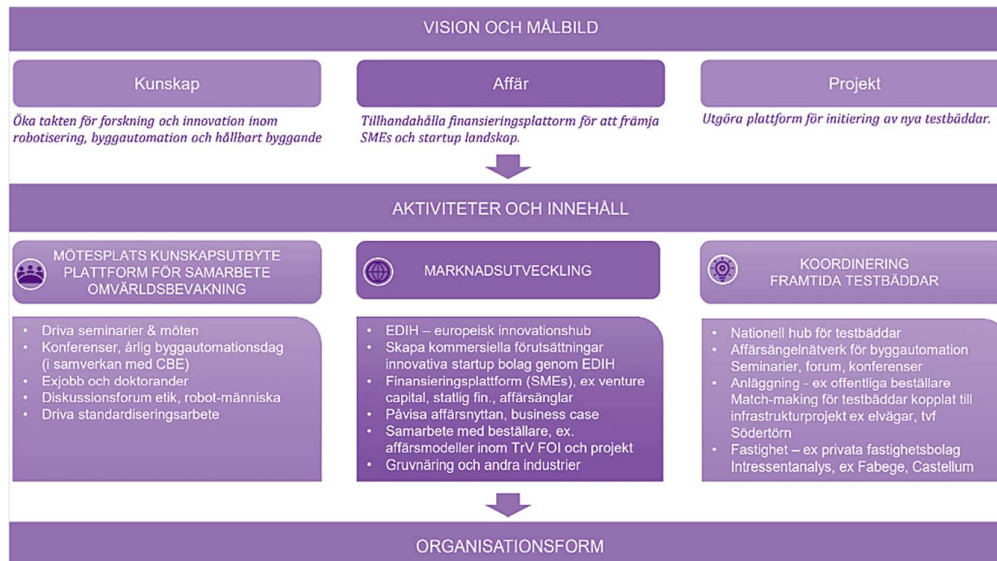 VISION OCH MÅLBILD
Kunskap
Öka takten för forskning och innovation inom
robotisering, byggautomation och hållbart byggande
Affär
Tillhandahålla finansieringsplattorm för att främja
SMEs och startup landskap.
Projekt
Utgöra plattform för initiering av nya testbäddar.
AKTIVITETER OCH INNEHÅLL
MÖTESPLATS KUNSKAPSUTBYTE
PLATTFORM FÖR SAMARBETE
OMVÄRLDSBEVAKNING
• Driva seminarier & möten
• Konferenser, årlig byggautomationsdag
(i samverkan med CBE)
• Exjobb och doktorander
• Diskussionsforum etik, robot-människa
• Driva standardiseringsarbete
MARKNADSUTVECKLING
• EDIH – europeisk innovationshub
• Skapa kommersiella förutsättningar
innovativa startup bolag genom EDIH
• Finansieringsplattform (SMEs), ex venture
capital, statlig fin., affärsänglar
• Påvisa affärsnyttan, business case
• Samarbete med beställare, ex.
affärsmodeller inom TrV FOI och projekt
• Gruvnäring och andra industrier
KOORDINERING
FRAMTIDA TESTBÄDDAR
• Nationell hub för testbäddar
• Affärsängelnätverk för byggautomation
Seminarier, forum, konferenser
• Anläggning - ex offentliga beställare
Match-making för testbäddar kopplat till
infrastrukturprojekt ex elvägar, tvf
Södertörn
• Fastighet – ex privata fastighetsbolag
Intressentanalys, ex Fabege, Castellum
ORGANISATIONSFORM